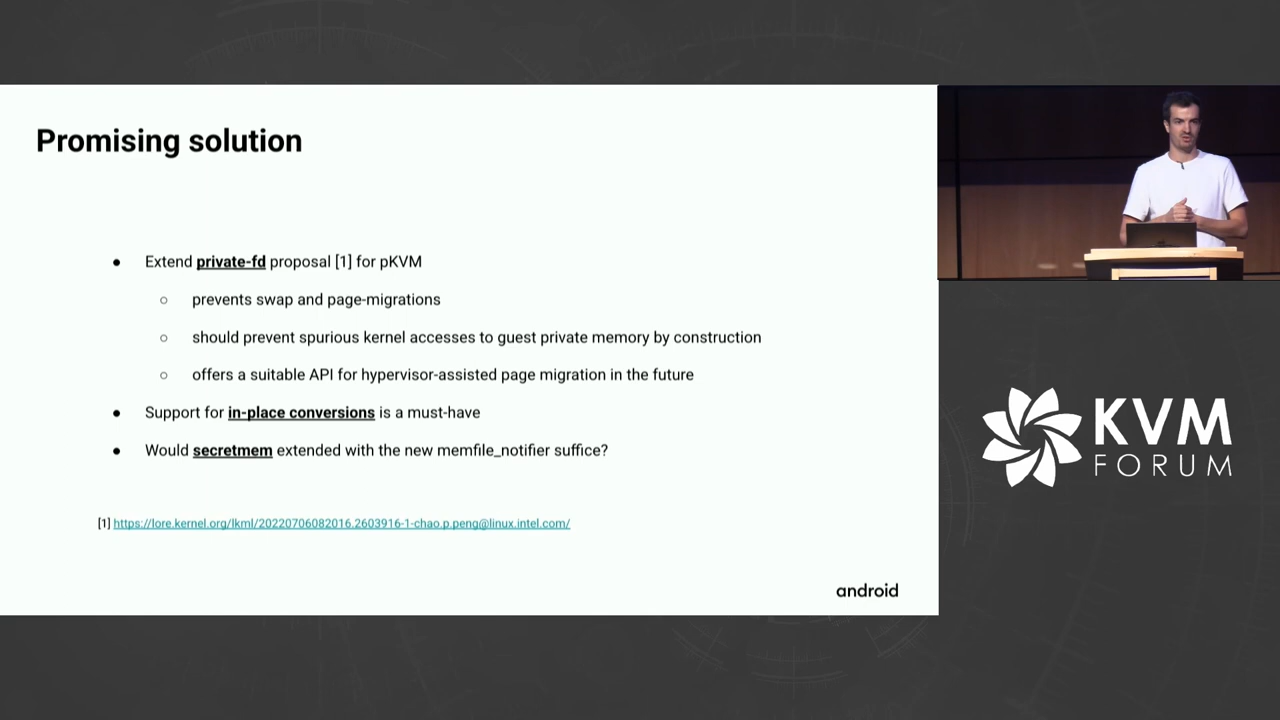 Promising solution
● Extend private-fd proposal [1] for pKVM
○ prevents swap and page-migrations
○ should prevent spurious kernel accesses to guest private memory by construction
○ offers a suitable API for hypervisor-assisted page migration in the future
● Support for in-place conversions is a must-have
● Would secretmem extended with the new memfile_notifier suffice?
[1] https://lore.kernel.org/lkml/20220706082016.2603916-1-chao.p.peng@linux.intel.com/
android
KVM
FORUM